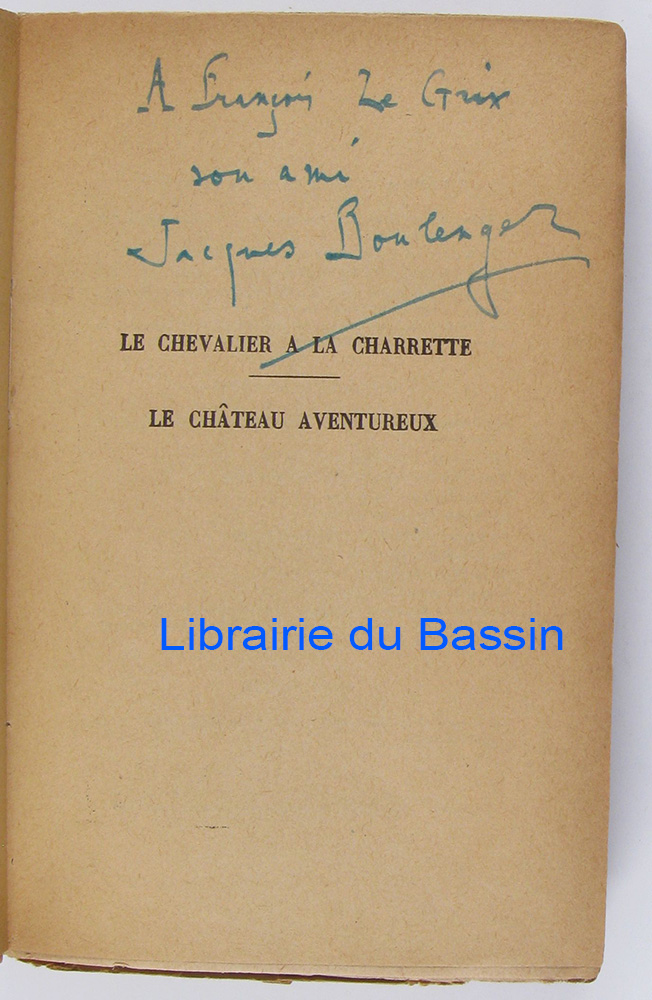 A François Le Grix
son ami
Jacques Boulenger
LE CHEVALIER A LA CHARRETTE
LE CHÂTEAU AVENTUREUX
Librairie du Bassin